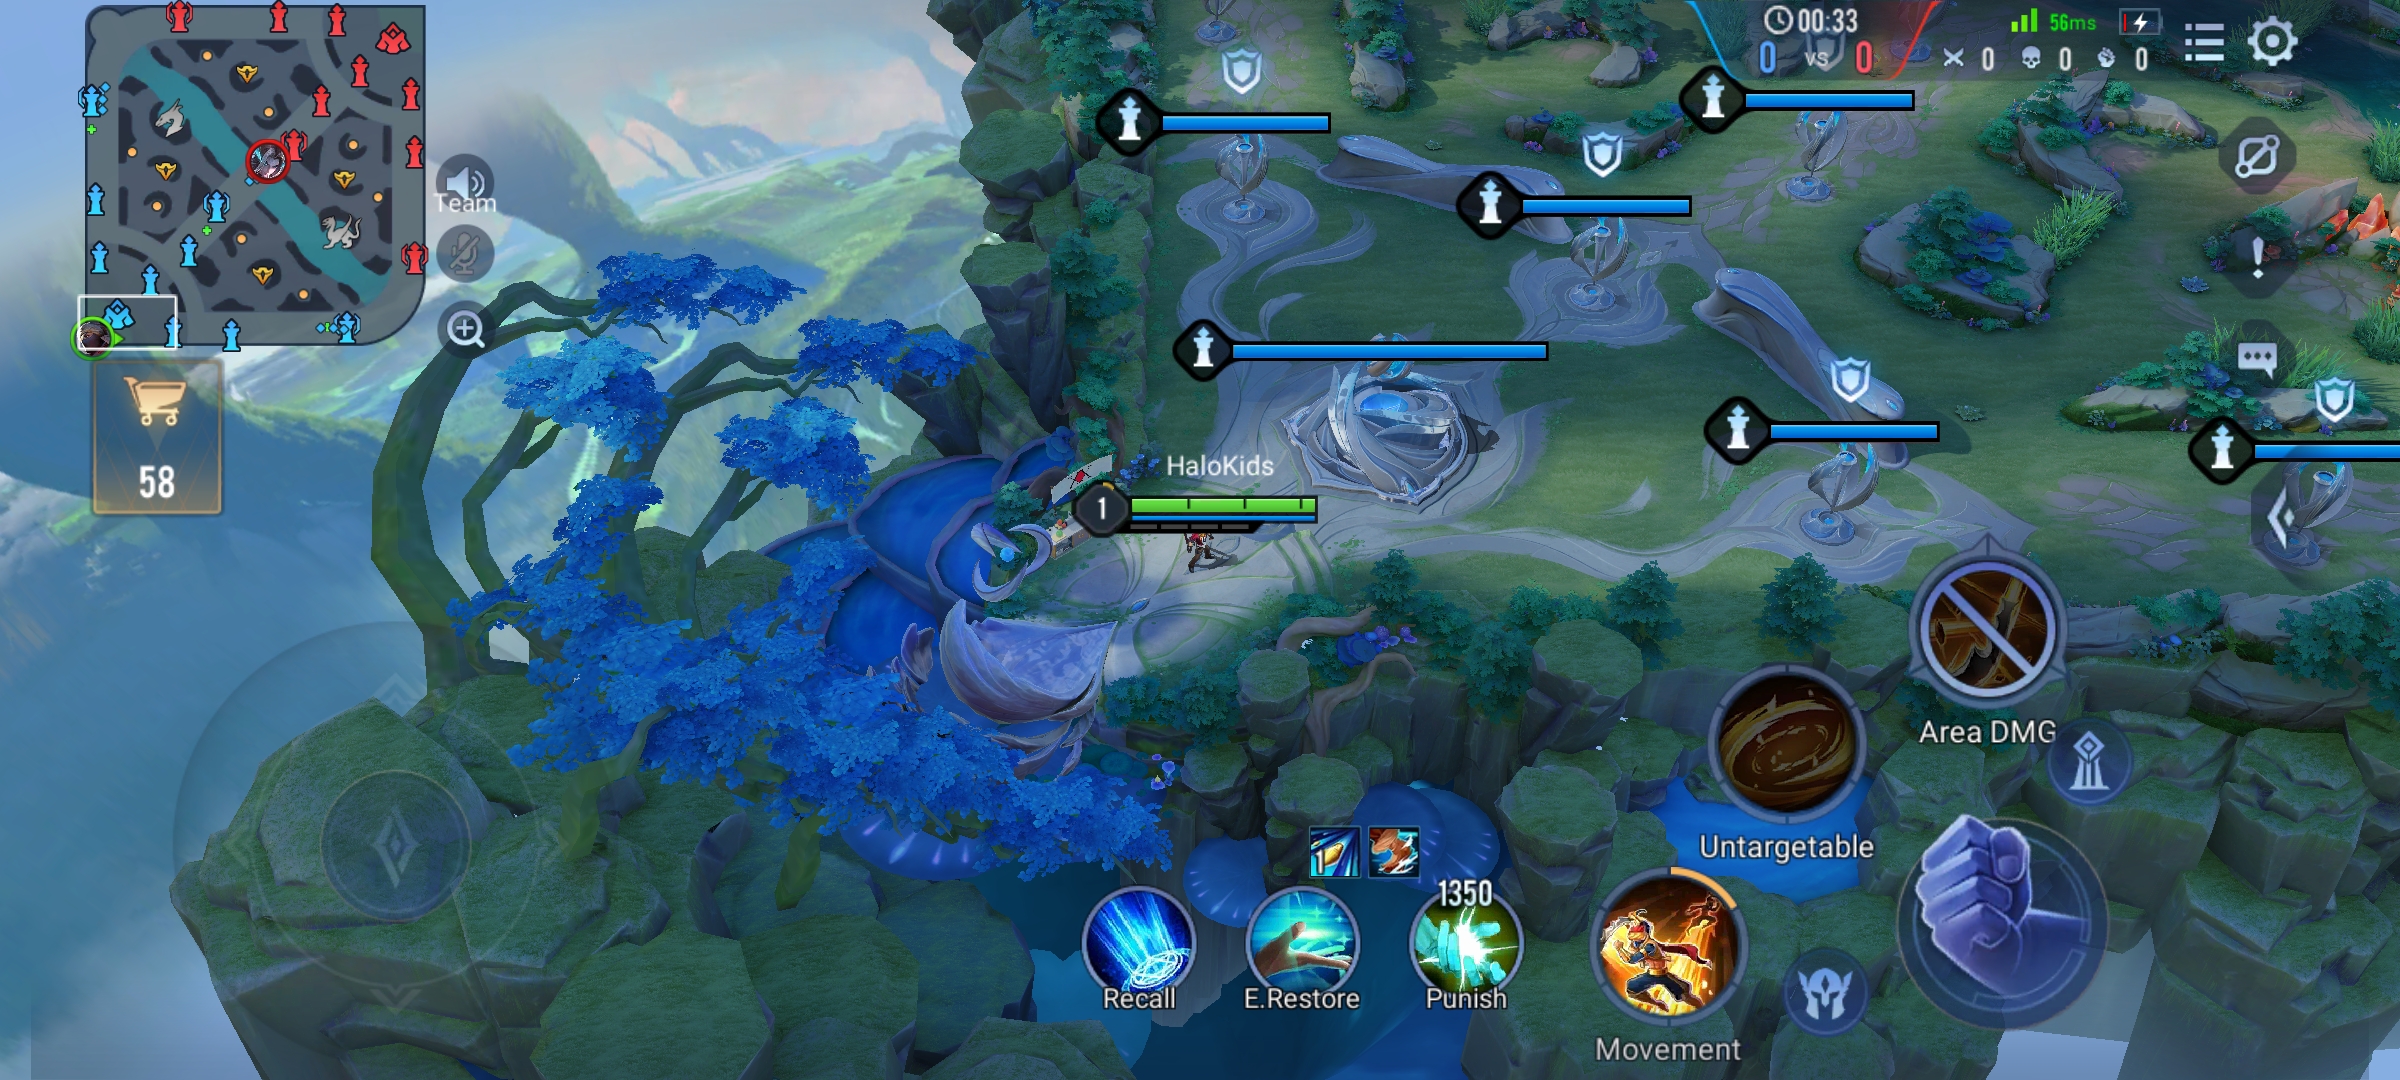 00:33
0 vs 0
56ms
0
0
0
Team
58
HaloKids
1
Area DMG
Untargetable
1
1350
Recall
E.Restore
Punish
Movement